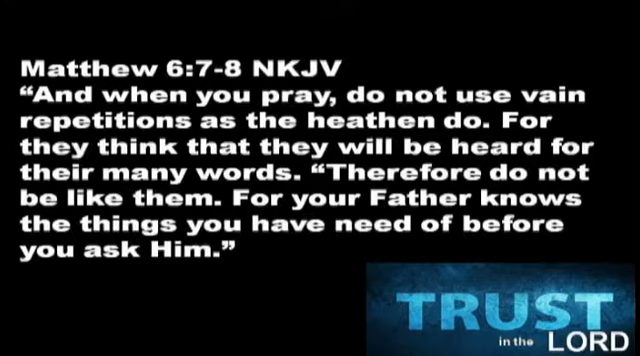 Matthew 6:7-8 NKJV
“And when you pray, do not use vain
repetitions as the heathen do. For
they think that they will be heard for
their many words. “Therefore do not
be like them. For your Father knows
the things you have need of before
you ask Him.”
TRUST
in the LORD